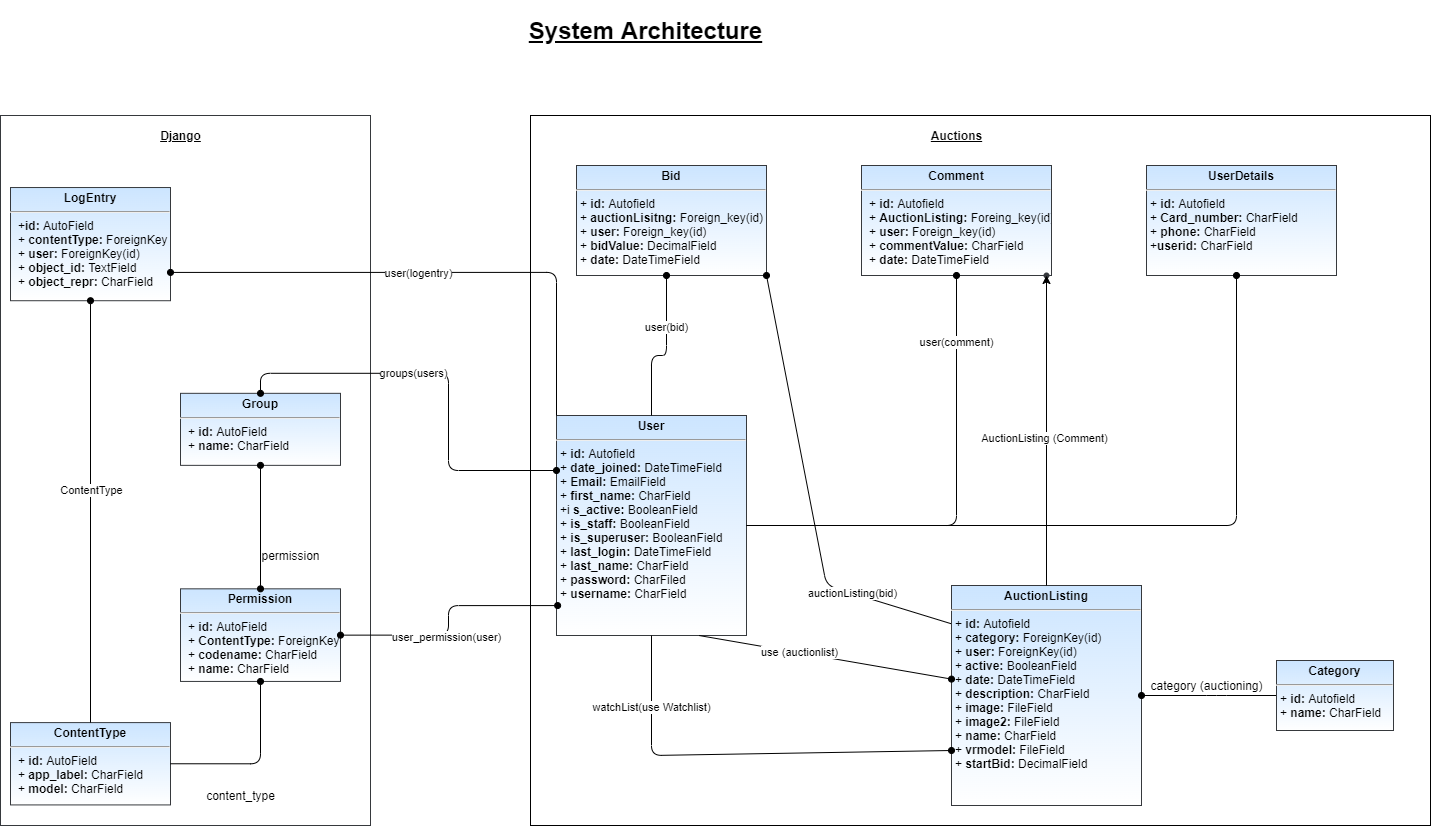 System Architecture
Django
LogEntry
+id: AutoField
+ contentType: ForeignKey
+ user: ForeignKey(id)
+ object_id: TextField
+ object_repr: CharField
user(logentry)
groups(users)
Group
+ id: AutoField
+ name: CharField
ContentType
permission
Permission
+ id: AutoField
+ ContentType: ForeignKey
+ codename: CharField
+ name: CharField
user_permission(user)
ContentType
+ id: AutoField
+ app_label: CharField
+ model: CharField
content_type
Auctions
Bid
+ id: Autofield
+ auctionLisitng: Foreign_key(id)
+ user: Foreign_key(id)
+ bidValue: DecimalField
+ date: DateTimeField
Comment
+ id: Autofield
+ AuctionListing: Foreing_key(id
+ user: Foreign_key(id)
+ commentValue: CharField
+ date: DateTimeField
UserDetails
+ id: Autofield
+ Card_number: CharField
+ phone: CharField
+userid: CharField
user(bid)
user(comment)
AuctionListing (Comment)
User
+ id: Autofield
+ date_joined: DateTimeField
+ Email: EmailField
+ first_name: CharField
+i s_active: BooleanField
+ is_staff: BooleanField
+ is_superuser: BooleanField
+ last_login: DateTimeField
+ last_name: CharField
+ password: CharFiled
+ username: CharField
auctionListing(bid)
use (auctionlist)
watchList(use Watchlist)
AuctionListing
+ id: Autofield
+ category: ForeignKey(id)
+ user: ForeignKey(id)
+ active: BooleanField
+ date: DateTimeField
+ description: CharField
+ image: FileField
+ image2: FileField
+ name: CharField
+ vrmodel: FileField
+ startBid: DecimalField
category (auctioning)
Category
+ id: Autofield
+ name: CharField